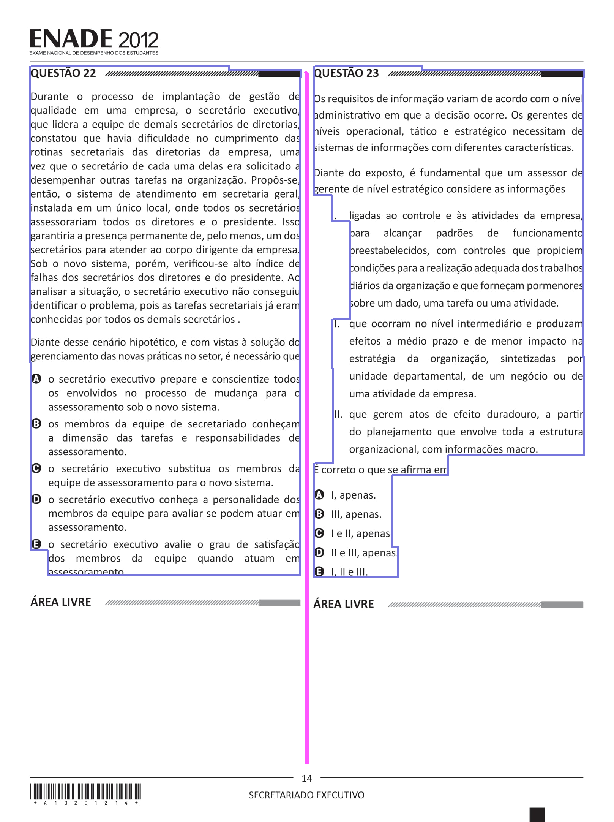 ENADE 2012
EXAME NACIONAL DE DESEMPENHO DOS ESTUDANTES
QUESTÃO 22
Durante o processo de implantação de gestão de
qualidade em uma empresa, o secretário executivo,
que lidera a equipe de demais secretários de diretorias,
constatou que havia dificuldade no cumprimento das
rotinas secretariais das diretorias da empresa, uma
vez que o secretário de cada uma delas era solicitado a
desempenhar outras tarefas na organização. Propôs-se,
então, o sistema de atendimento em secretaria geral,
instalada em um único local, onde todos os secretários
assessorariam todos os diretores e o presidente. Isso
garantiria a presença permanente de, pelo menos, um dos
secretários para atender ao corpo dirigente da empresa.
Sob o novo sistema, porém, verificou-se alto índice de
falhas dos secretários dos diretores e do presidente. Ao
analisar a situação, o secretário executivo não conseguiu
identificar o problema, pois as tarefas secretariais já eram
conhecidas por todos os demais secretários .
Diante desse cenário hipotético, e com vistas à solução do
gerenciamento das novas práticas no setor, é necessário que
A o secretário executivo prepare e conscientize todos
os envolvidos no processo de mudança para o
assessoramento sob o novo sistema.
B os membros da equipe de secretariado conheçam
a dimensão das tarefas e responsabilidades de
assessoramento.
C o secretário executivo substitua os membros da
equipe de assessoramento para o novo sistema.
D o secretário executivo conheça a personalidade dos
membros da equipe para avaliar se podem atuar em
assessoramento.
E o secretário executivo avalie o grau de satisfação
dos membros da equipe quando atuam em
assessoramento.
ÁREA LIVRE
QUESTÃO 23
Os requisitos de informação variam de acordo com o nível
administrativo em que a decisão ocorre. Os gerentes de
níveis operacional, tático e estratégico necessitam de
sistemas de informações com diferentes características.
Diante do exposto, é fundamental que um assessor de
gerente de nível estratégico considere as informações
I. ligadas ao controle e às atividades da empresa,
para alcançar padrões de funcionamento
preestabelecidos, com controles que propiciem
condições para a realização adequada dos trabalhos
diários da organização e que forneçam pormenores
sobre um dado, uma tarefa ou uma atividade.
II. que ocorram no nível intermediário e produzam
efeitos a médio prazo e de menor impacto na
estratégia da organização, sintetizadas por
unidade departamental, de um negócio ou de
uma atividade da empresa.
III. que gerem atos de efeito duradouro, a partir
do planejamento que envolve toda a estrutura
organizacional, com informações macro.
É correto o que se afirma em
A I, apenas.
B III, apenas.
C I e II, apenas.
D II e III, apenas.
E I, II e III.
ÁREA LIVRE
14
SECRETARIADO EXECUTIVO